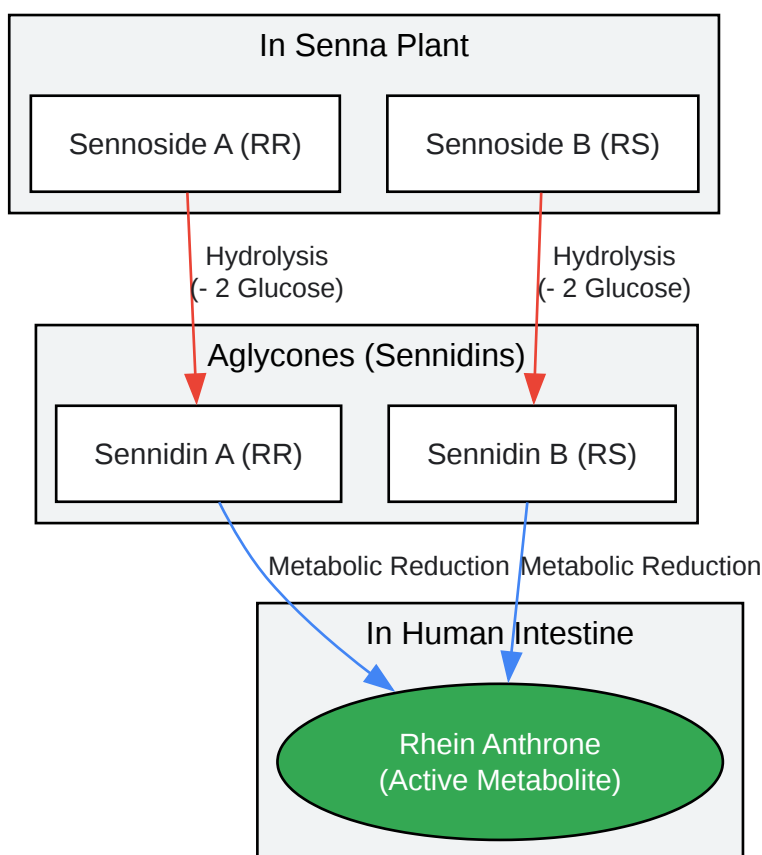 In Senna Plant
Sennoside A (RR)
Sennoside B (RS)
Hydrolysis
(- 2 Glucose)
Hydrolysis
(- 2 Glucose)
Aglycones (Sennidins)
Sennidin A (RR)
Sennidin B (RS)
Metabolic Reduction
Metabolic Reduction
In Human Intestine
Rhein Anthrone
(Active Metabolite)